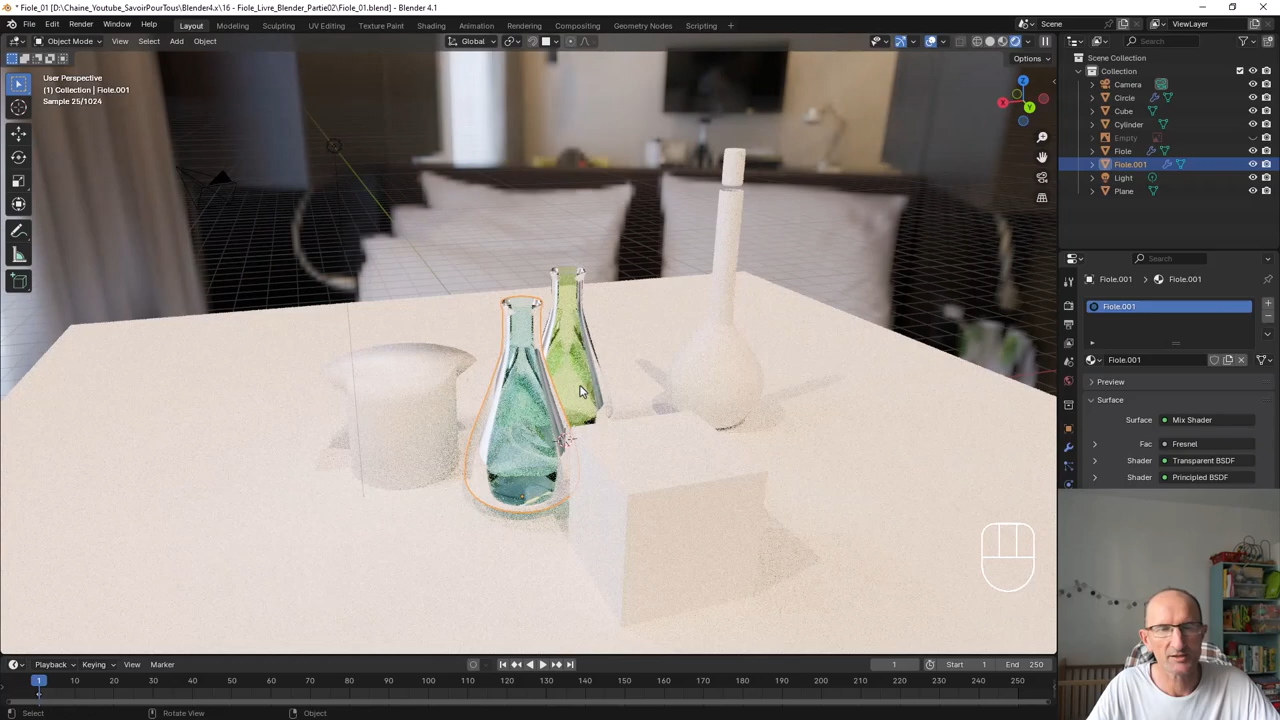 * Fiole_01 [D:\Chaine_Youtube_SavoirPourTous\Blender4.x\16 - Fiole_Livre_Blender_Partie02\Fiole_01.blend] - Blender 4.1
File Edit Render Window Help Layout Modeling Sculpting UV Editing Texture Paint Shading Animation Rendering Compositing Geometry Nodes Scripting Scene ViewLayer
Object Mode View Select Add Object Global Search
Options
User Perspective
(1) Collection | Fiole.001
Sample 25/1024
X
Y
Z
Scene Collection
Collection
Camera
Circle
Cube
Cylinder
Empty
Fiole
Fiole.001
Light
Plane
Search
Fiole.001 Fiole.001
Fiole.001
Fiole.001
Preview
Surface
Surface Mix Shader
Fac Fresnel
Shader Transparent BSDF
Shader Principled BSDF
Playback Keying View Marker 1 Start 1 End 250
1 10 20 30 40 50 60 70 80 90 100 110 120 130 140 150 160 170 180 190 200 210 220 230 240 250
Select Rotate View Object